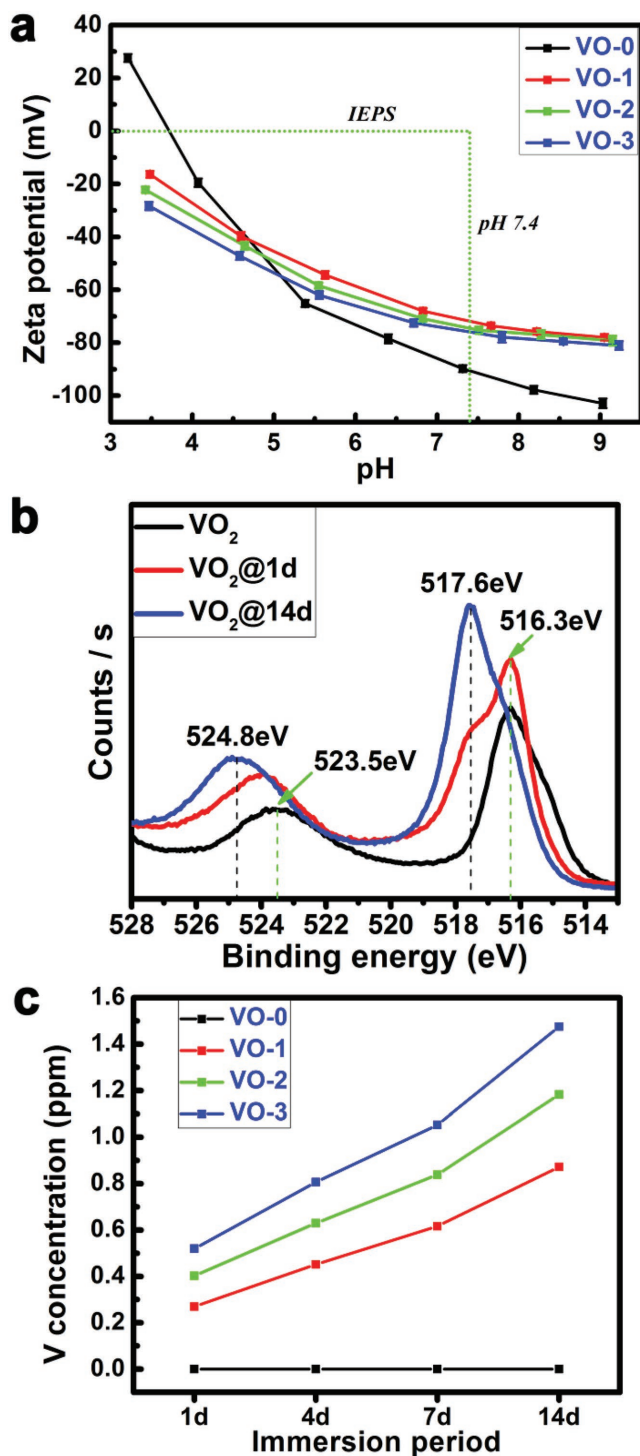 a
VO-0
VO-1
VO-2
VO-3
IEPS
pH 7.4
Zeta potential (mV)
40
20
0
-20
-40
-60
-80
-100
3 4 5 6 7 8 9
pH
b
VO₂
VO₂@1d
VO₂@14d
517.6eV
516.3eV
524.8eV
523.5eV
Counts / s
528 526 524 522 520 518 516 514
Binding energy (eV)
c
VO-0
VO-1
VO-2
VO-3
V concentration (ppm)
1.6
1.4
1.2
1.0
0.8
0.6
0.4
0.2
0.0
1d 4d 7d 14d
Immersion period